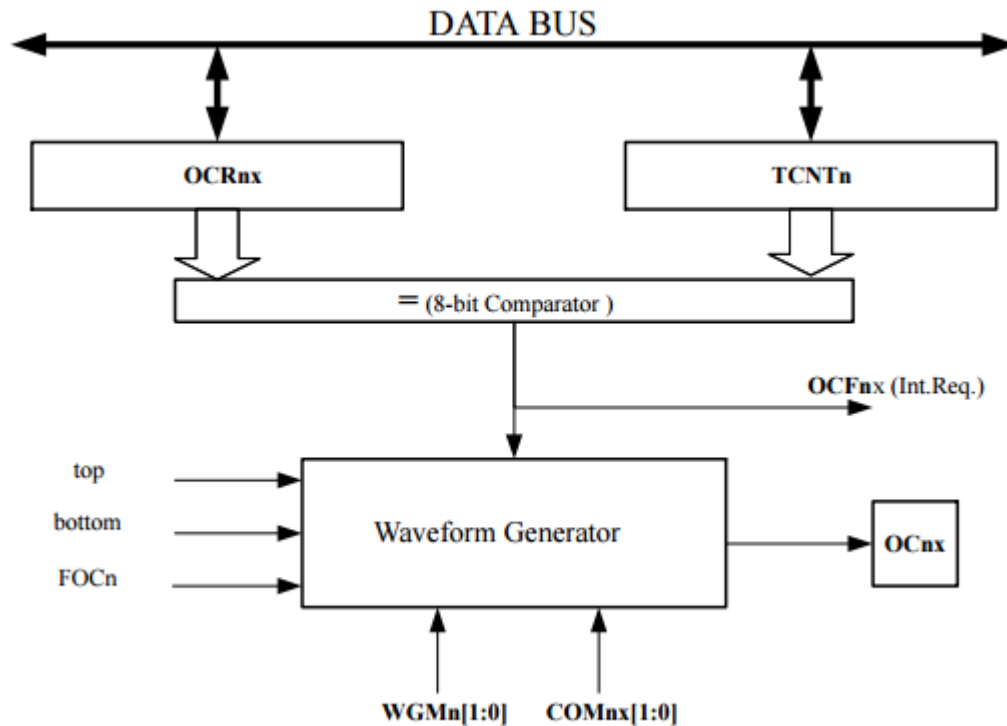 DATA BUS
OCRnx
TCNTn
= (8-bit Comparator )
OCFnx (Int.Req.)
top
bottom
FOCn
Waveform Generator
OCnx
WGMn[1:0]
COMnx[1:0]